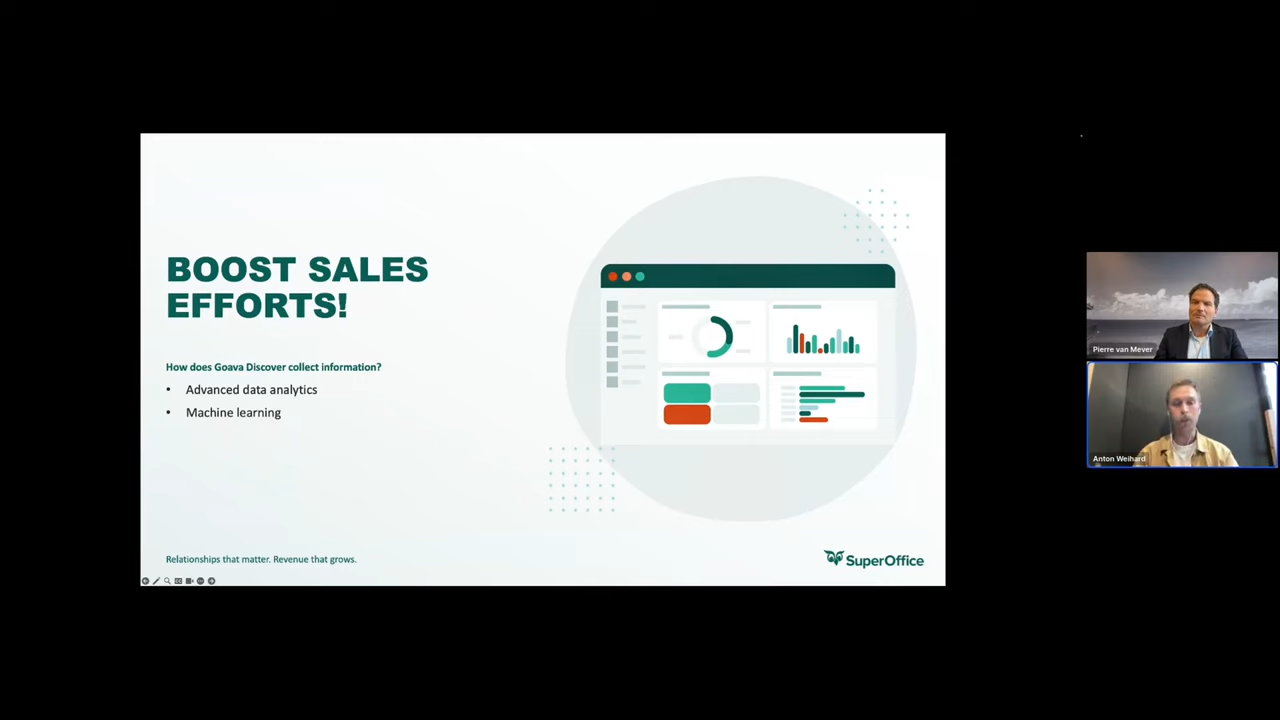 BOOST SALES
EFFORTS!
How does Goava Discover collect information?
• Advanced data analytics
• Machine learning
Relationships that matter. Revenue that grows.
SuperOffice
Pierre van Meyer
Anton Weihard